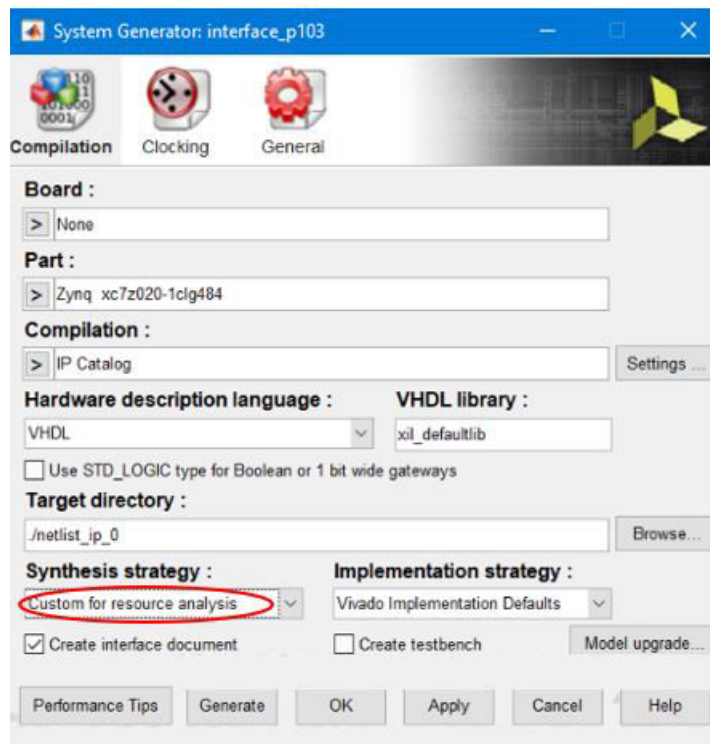 System Generator: interface_p103
Compilation Clocking General
Board :
> None
Part :
> Zynq xc7z020-1clg484
Compilation :
> IP Catalog Settings ...
Hardware description language : VHDL library :
VHDL xil_defaultlib
Use STD_LOGIC type for Boolean or 1 bit wide gateways
Target directory :
./netlist_ip_0 Browse...
Synthesis strategy : Implementation strategy :
Custom for resource analysis Vivado Implementation Defaults
Create interface document Create testbench Model upgrade...
Performance Tips Generate OK Apply Cancel Help